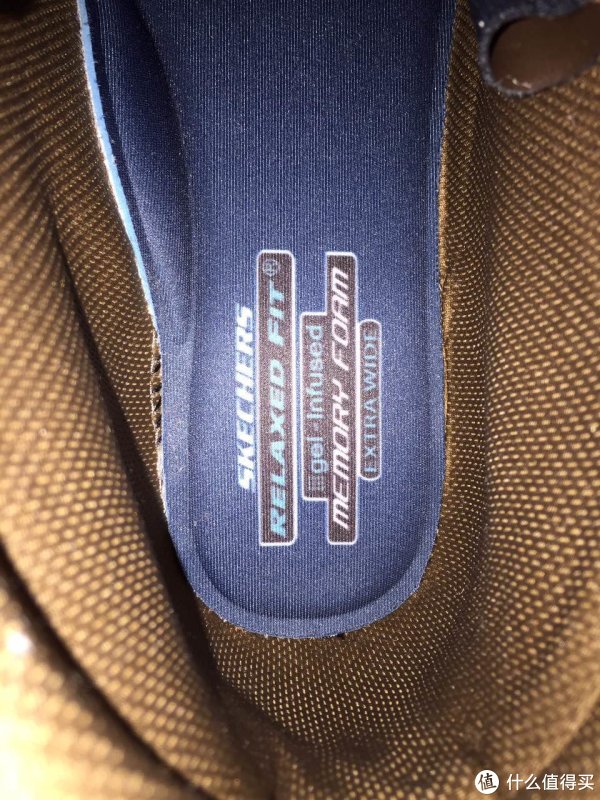 SKECHERS
RELAXED FIT®
gel-infused
MEMORY FOAM
EXTRA WIDE
值 什么值得买